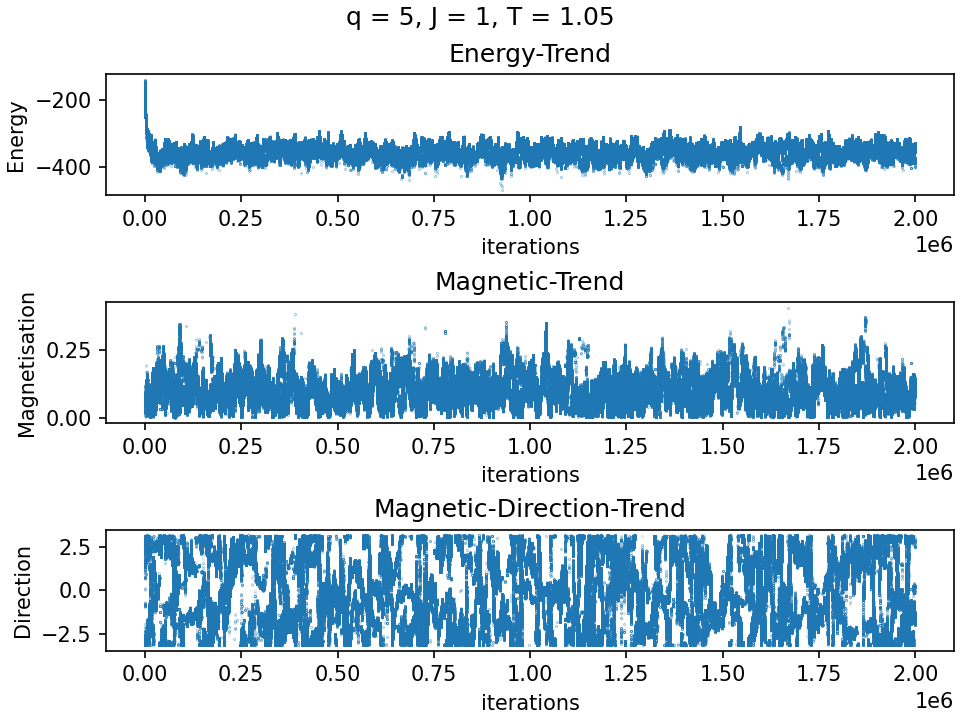 q = 5, J = 1, T = 1.05
Energy-Trend
Energy
−200
−400
0.00 0.25 0.50 0.75 1.00 1.25 1.50 1.75 2.00
iterations
1e6
Magnetic-Trend
Magnetisation
0.25
0.00
0.00 0.25 0.50 0.75 1.00 1.25 1.50 1.75 2.00
iterations
1e6
Magnetic-Direction-Trend
Direction
2.5
0.0
−2.5
0.00 0.25 0.50 0.75 1.00 1.25 1.50 1.75 2.00
iterations
1e6